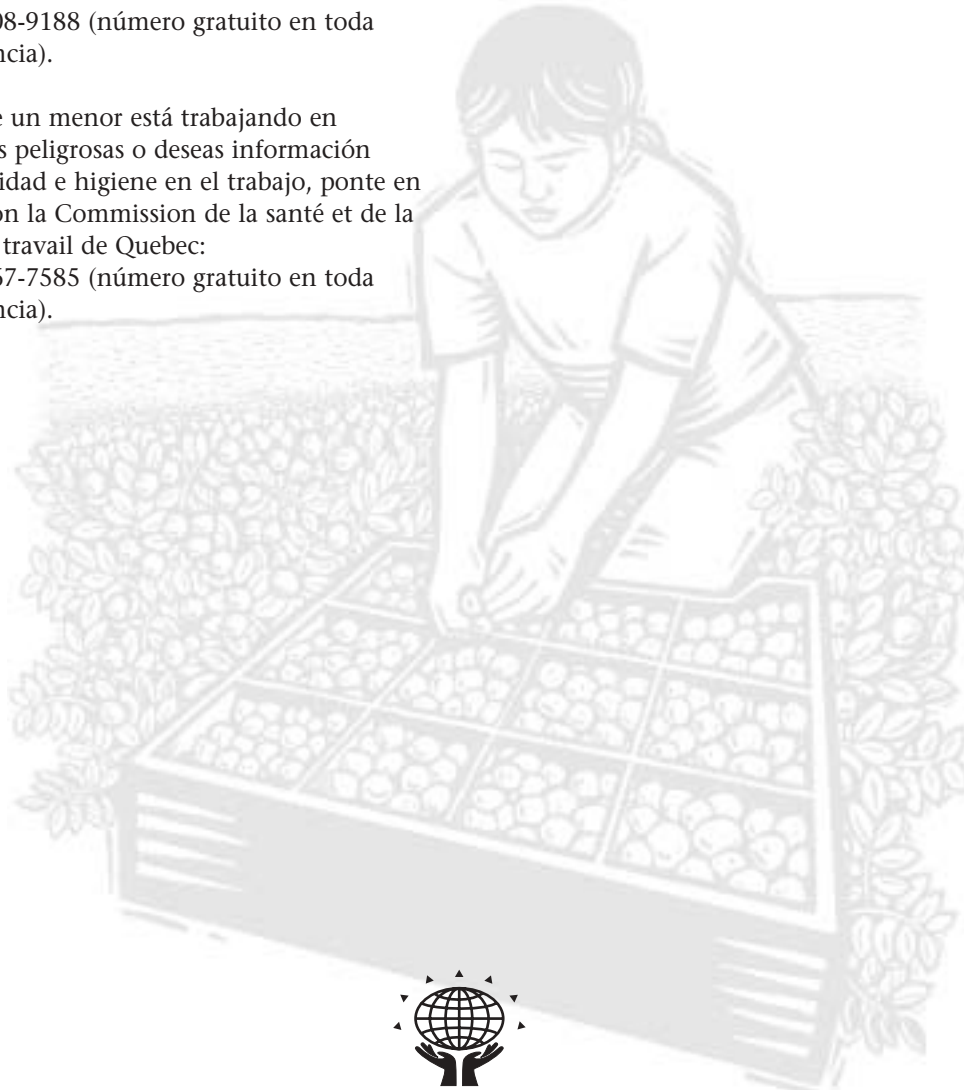 08-9188 (número gratuito en toda
ncia).
e un menor está trabajando en
s peligrosas o deseas información
idad e higiene en el trabajo, ponte en
on la Commission de la santé et de la
travail de Quebec:
67-7585 (número gratuito en toda
ncia).